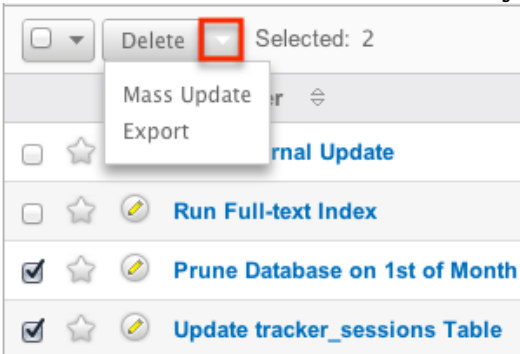 Delete Selected: 2
Mass Update
Export
rnal Update
Run Full-text Index
Prune Database on 1st of Month
Update tracker_sessions Table